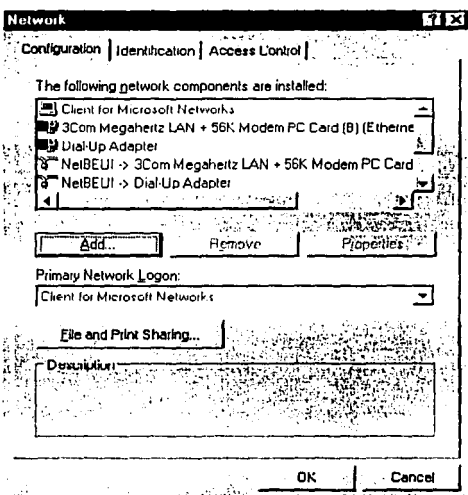 Network
Configuration Identification Access Control
The following network components are installed:
Client for Microsoft Networks
3Com Megahertz LAN + 56K Modem PC Card (B) (Etherne
Dial-Up Adapter
NetBEUI -> 3Com Megahertz LAN + 56K Modem PC Card
NetBEUI -> Dial-Up Adapter
Add... Remove Properties
Primary Network Logon:
Client for Microsoft Networks
File and Print Sharing...
Description
OK Cancel